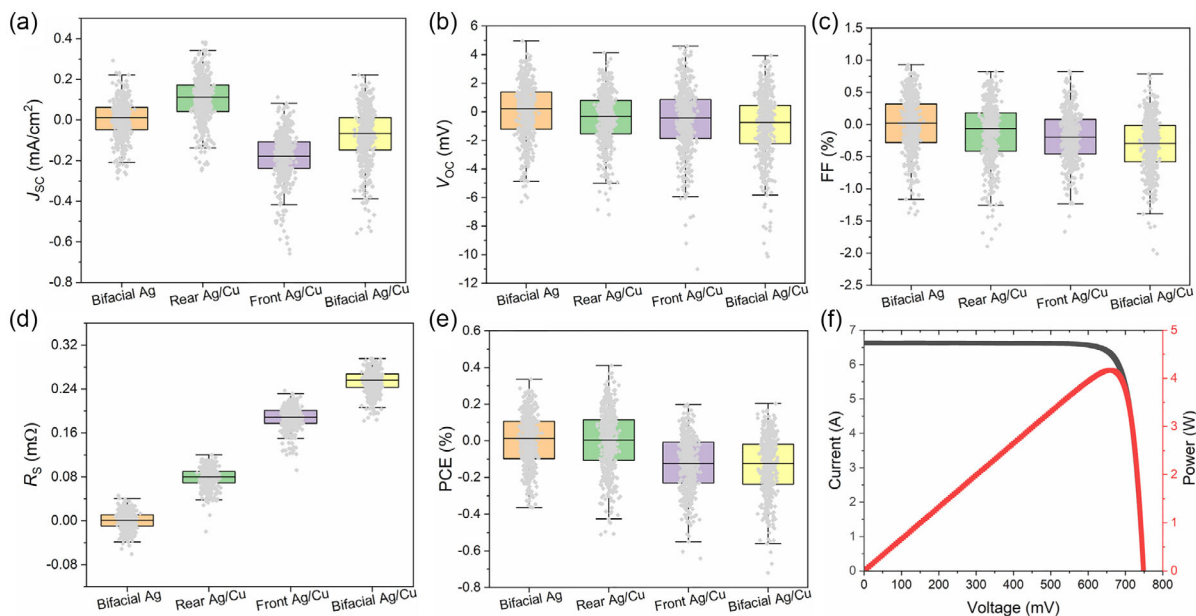 (a)
0.4
0.2
0.0
-0.2
-0.4
-0.6
-0.8
J_SC (mA/cm²)
Bifacial Ag
Rear Ag/Cu
Front Ag/Cu
Bifacial Ag/Cu
(b)
6
4
2
0
-2
-4
-6
-8
-10
-12
V_OC (mV)
Bifacial Ag
Rear Ag/Cu
Front Ag/Cu
Bifacial Ag/Cu
(c)
1.5
1.0
0.5
0.0
-0.5
-1.0
-1.5
-2.0
-2.5
FF (%)
Bifacial Ag
Rear Ag/Cu
Front Ag/Cu
Bifacial Ag/Cu
(d)
0.32
0.24
0.16
0.08
0.00
-0.08
R_S (mΩ)
Bifacial Ag
Rear Ag/Cu
Front Ag/Cu
Bifacial Ag/Cu
(e)
0.6
0.4
0.2
0.0
-0.2
-0.4
-0.6
-0.8
PCE (%)
Bifacial Ag
Rear Ag/Cu
Front Ag/Cu
Bifacial Ag/Cu
(f)
7
6
5
4
3
2
1
0
Current (A)
5
4
3
2
1
0
Power (W)
0 100 200 300 400 500 600 700 800
Voltage (mV)